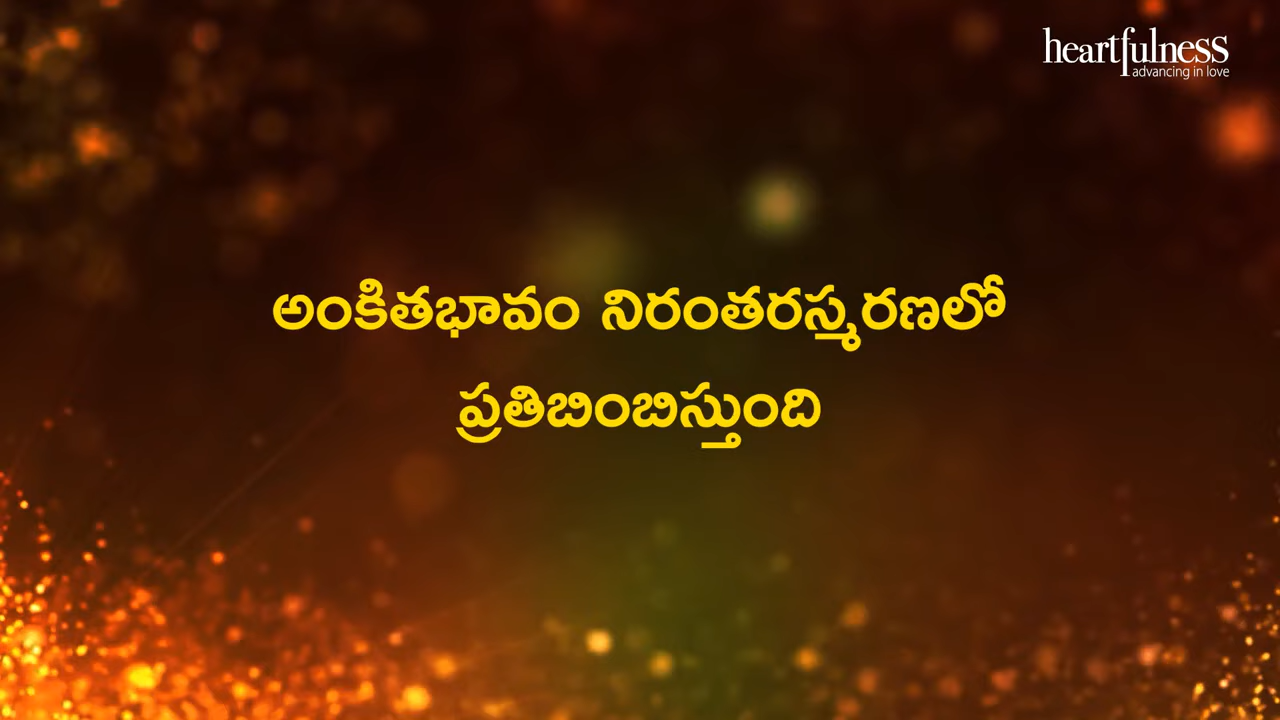 heartfulness
advancing in love
అంకితభావం నిరంతరస్మరణలో
ప్రతిబింబిస్తుంది